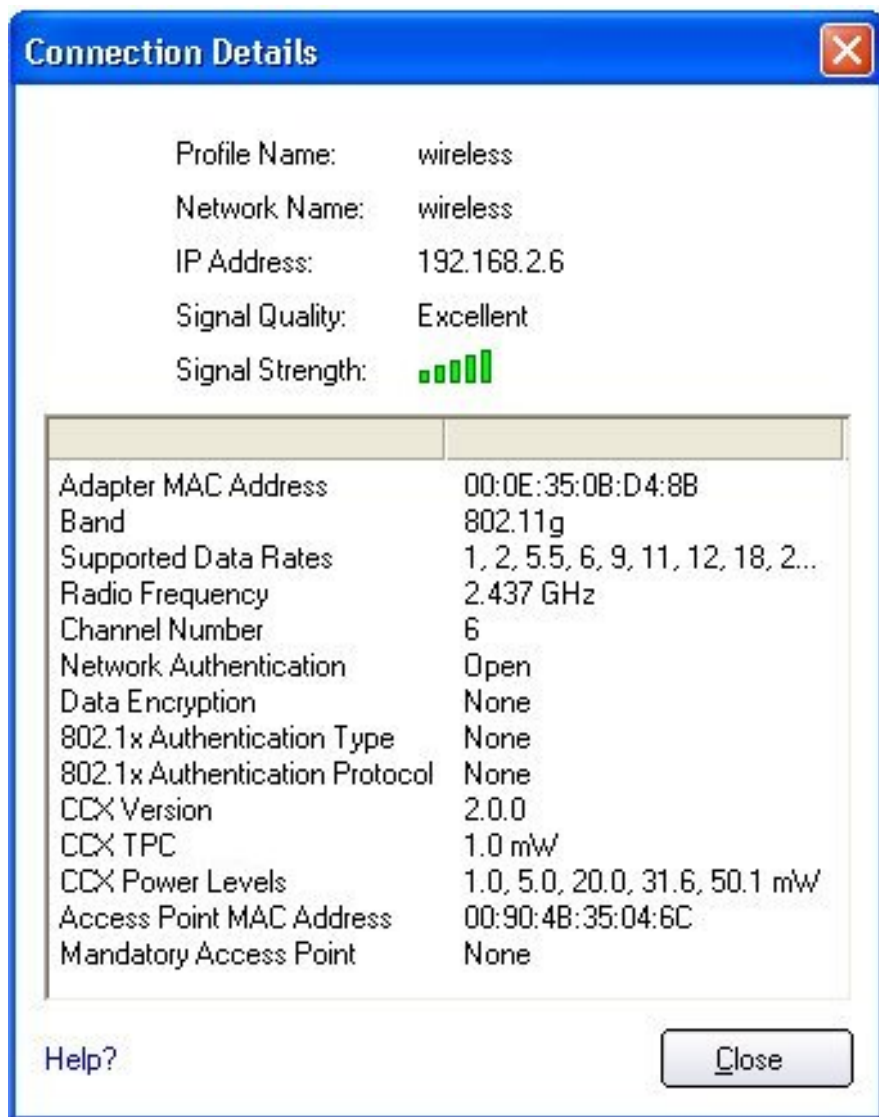 Connection Details
Profile Name: wireless
Network Name: wireless
IP Address: 192.168.2.6
Signal Quality: Excellent
Signal Strength:
Adapter MAC Address 00:0E:35:0B:D4:8B
Band 802.11g
Supported Data Rates 1, 2, 5.5, 6, 9, 11, 12, 18, 2...
Radio Frequency 2.437 GHz
Channel Number 6
Network Authentication Open
Data Encryption None
802.1x Authentication Type None
802.1x Authentication Protocol None
CCX Version 2.0.0
CCX TPC 1.0 mW
CCX Power Levels 1.0, 5.0, 20.0, 31.6, 50.1 mW
Access Point MAC Address 00:90:4B:35:04:6C
Mandatory Access Point None
Help? Close